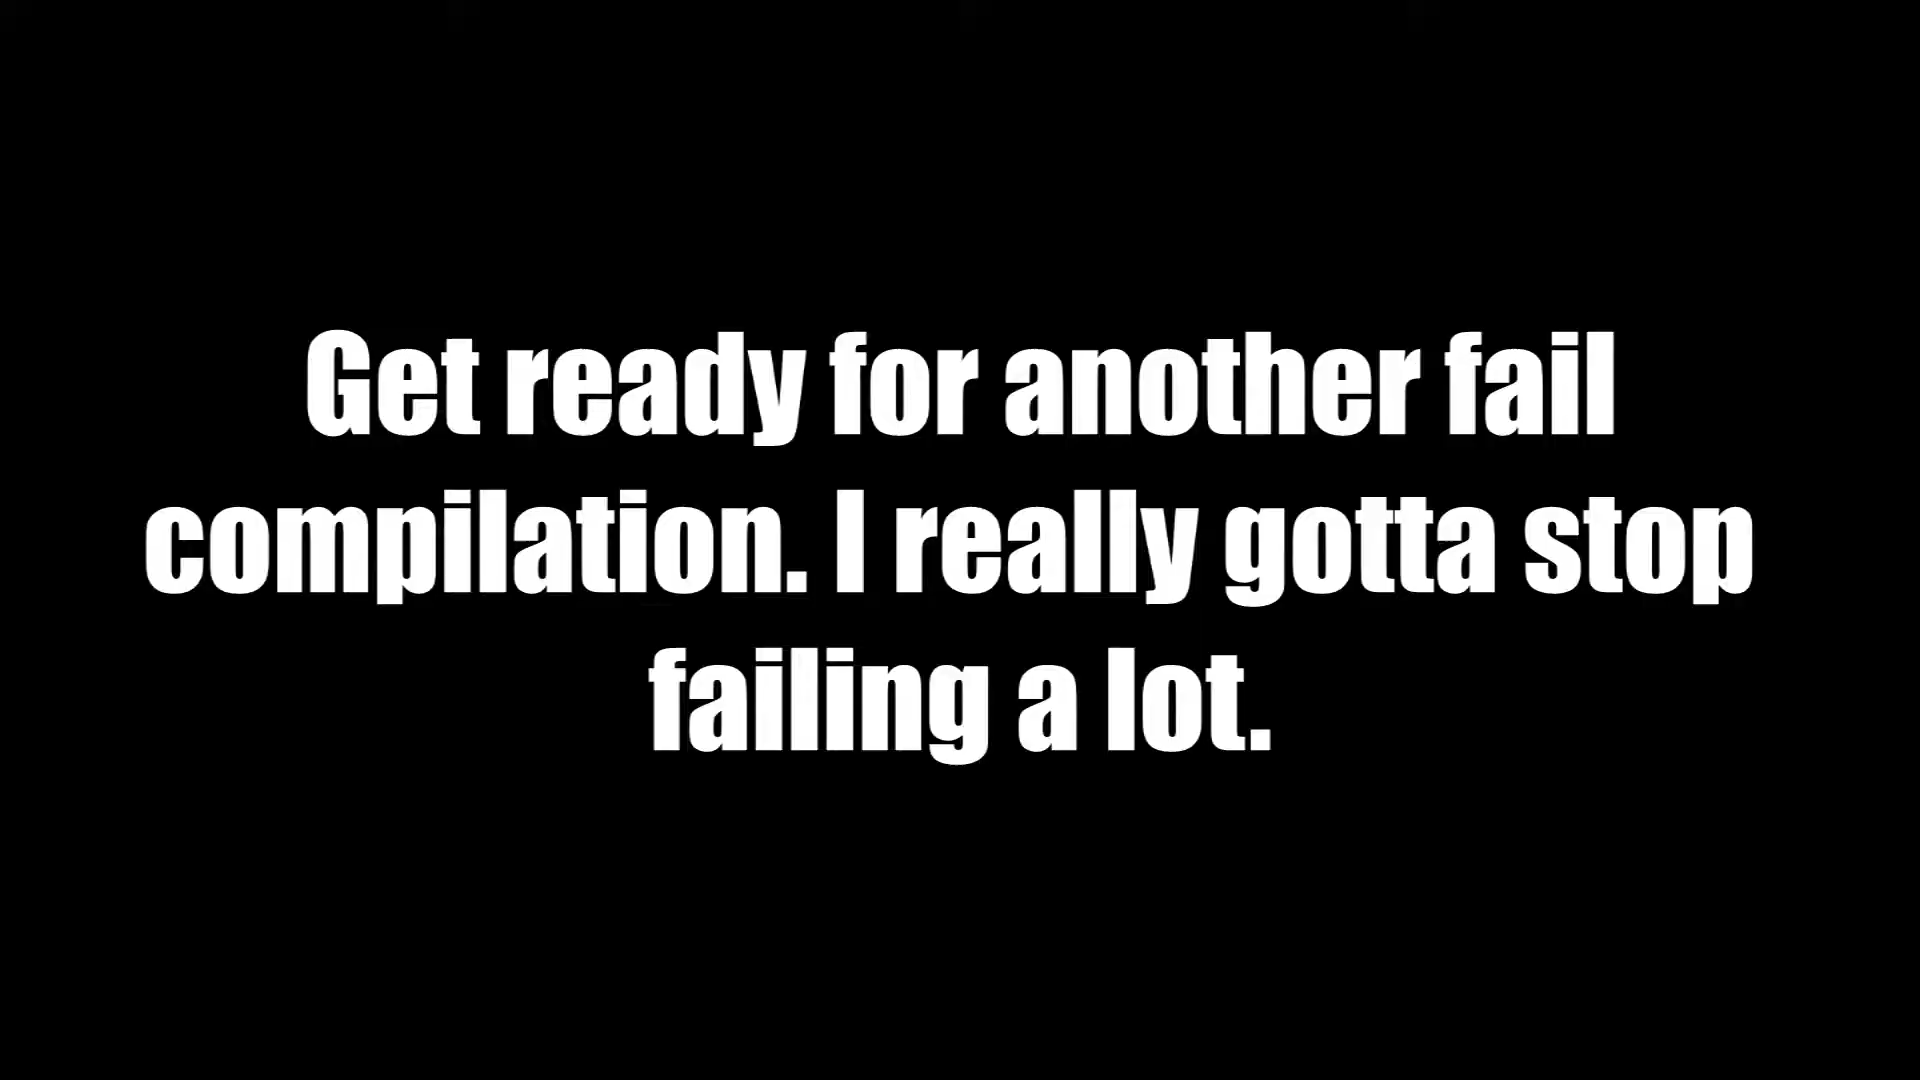 Get ready for another fail
compilation. I really gotta stop
failing a lot.